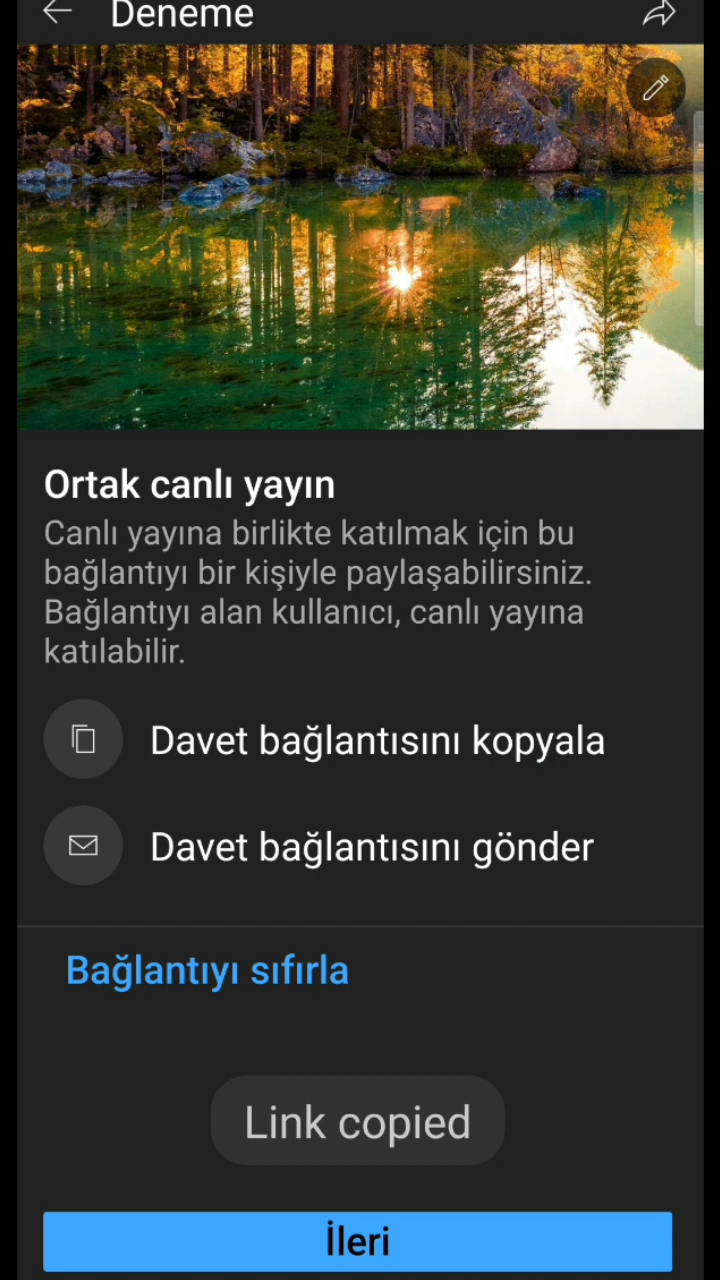 Deneme
Ortak canlı yayın
Canlı yayına birlikte katılmak için bu
bağlantıyı bir kişiyle paylaşabilirsiniz.
Bağlantıyı alan kullanıcı, canlı yayına
katılabilir.
Davet bağlantısını kopyala
Davet bağlantısını gönder
Bağlantıyı sıfırla
Link copied
İleri